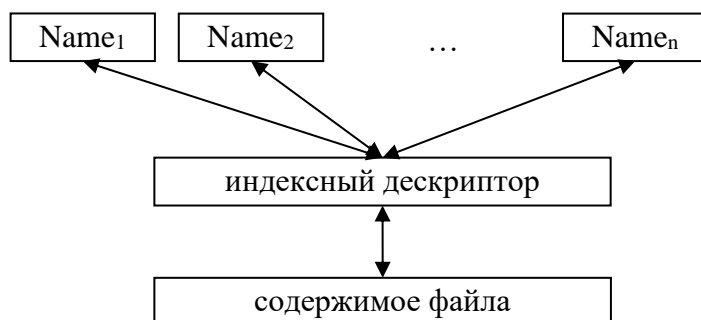 Name₁ Name₂ … Nameₙ
индексный дескриптор
содержимое файла